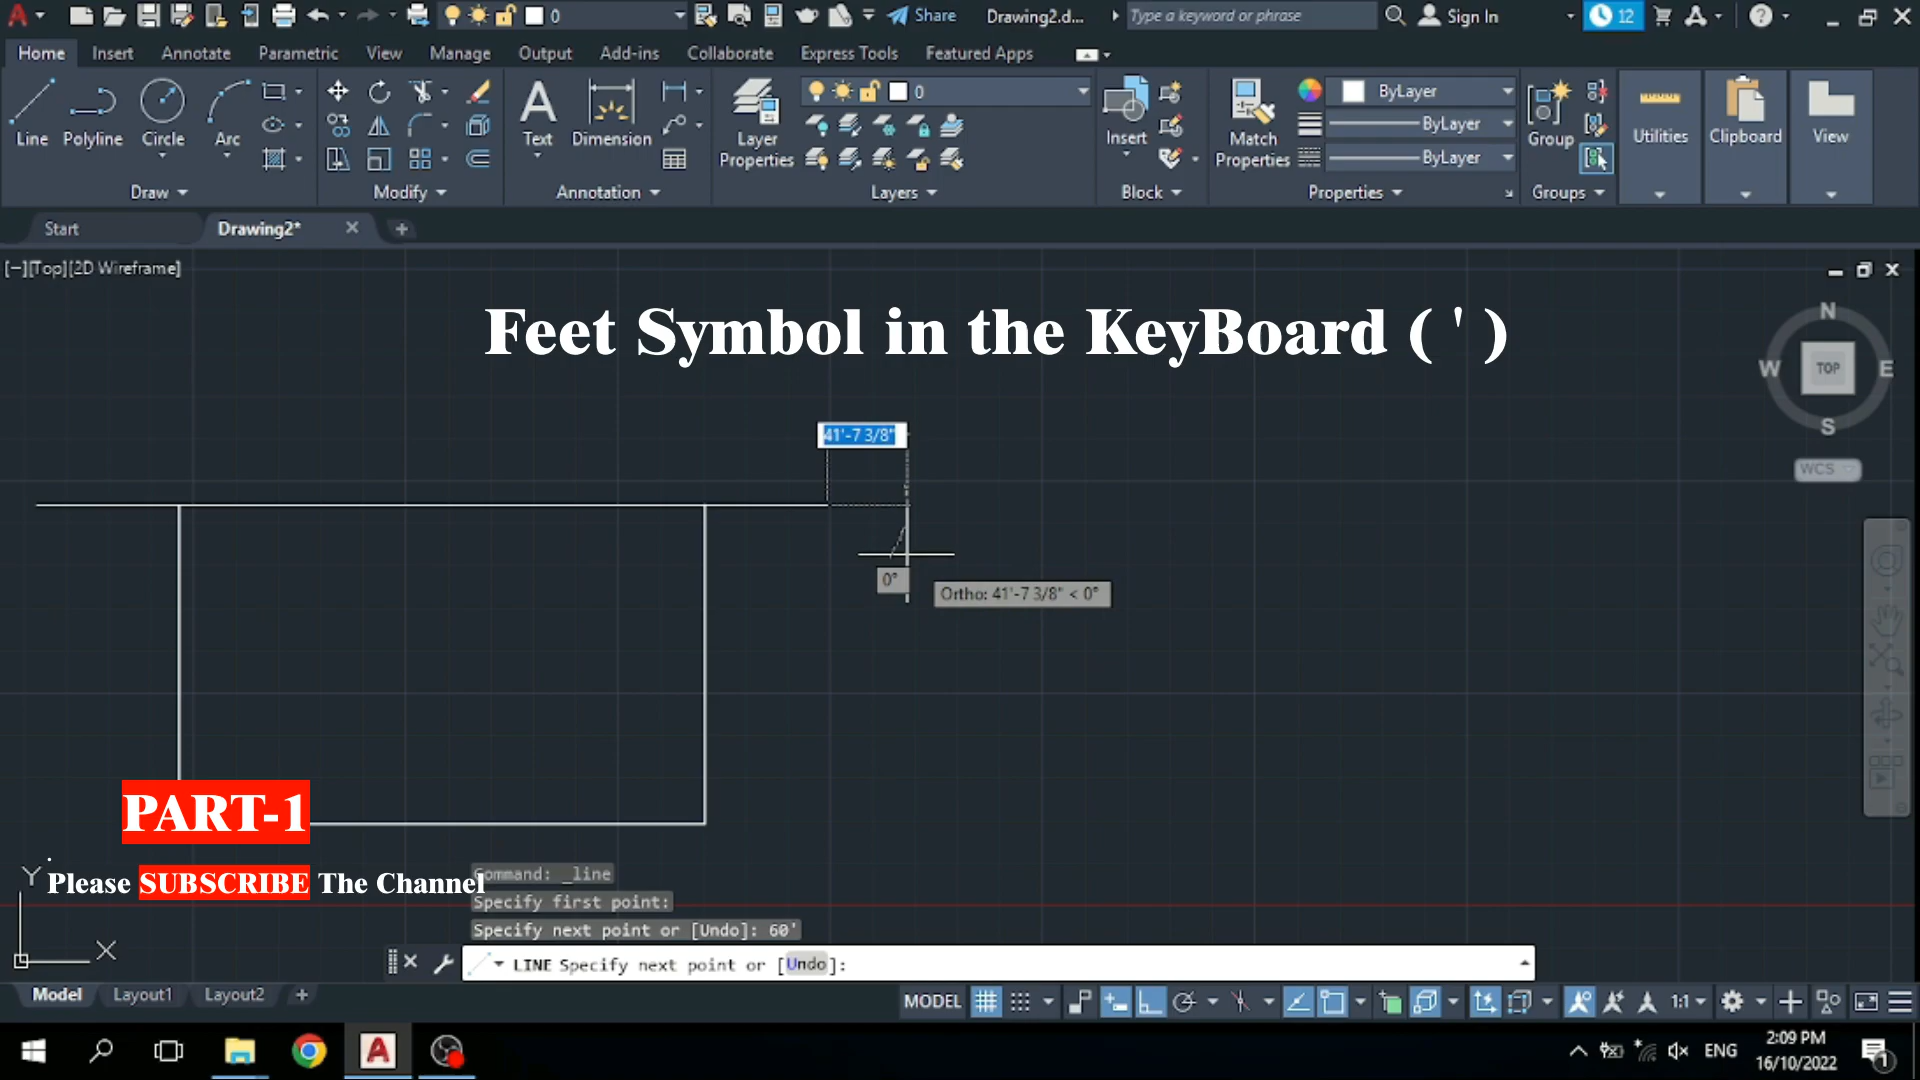 0
Share
Drawing2.d...
Type a keyword or phrase
Sign In
12
Home
Insert
Annotate
Parametric
View
Manage
Output
Add-ins
Collaborate
Express Tools
Featured Apps
Line
Polyline
Circle
Arc
Draw
Modify
Text
Dimension
Annotation
Layer
Properties
0
Layers
Insert
Block
Match
Properties
ByLayer
ByLayer
ByLayer
Properties
Group
Groups
Utilities
Clipboard
View
Start
Drawing2*
[−][Top][2D Wireframe]
Feet Symbol in the KeyBoard ( ' )
N
W
TOP
E
S
WCS
41'-7 3/8"
0°
Ortho: 41'-7 3/8" < 0°
PART-1
Please SUBSCRIBE The Channel
Y
X
Command: _line
Specify first point:
Specify next point or [Undo]: 60'
LINE Specify next point or [Undo]:
Model
Layout1
Layout2
MODEL
1:1
ENG
2:09 PM
16/10/2022
1